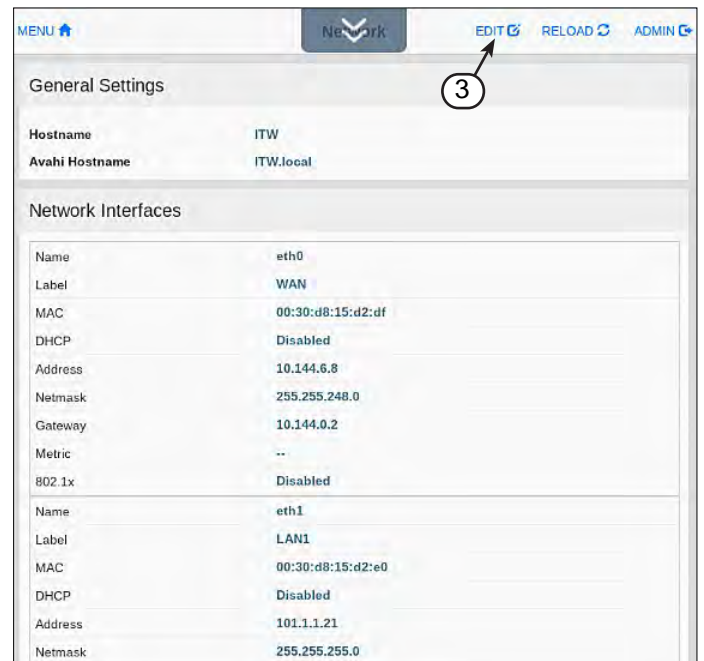 MENU Network EDIT RELOAD ADMIN
3
General Settings
Hostname ITW
Avahi Hostname ITW.local
Network Interfaces
Name eth0
Label WAN
MAC 00:30:d8:15:d2:df
DHCP Disabled
Address 10.144.6.8
Netmask 255.255.248.0
Gateway 10.144.0.2
Metric --
802.1x Disabled
Name eth1
Label LAN1
MAC 00:30:d8:15:d2:e0
DHCP Disabled
Address 101.1.1.21
Netmask 255.255.255.0